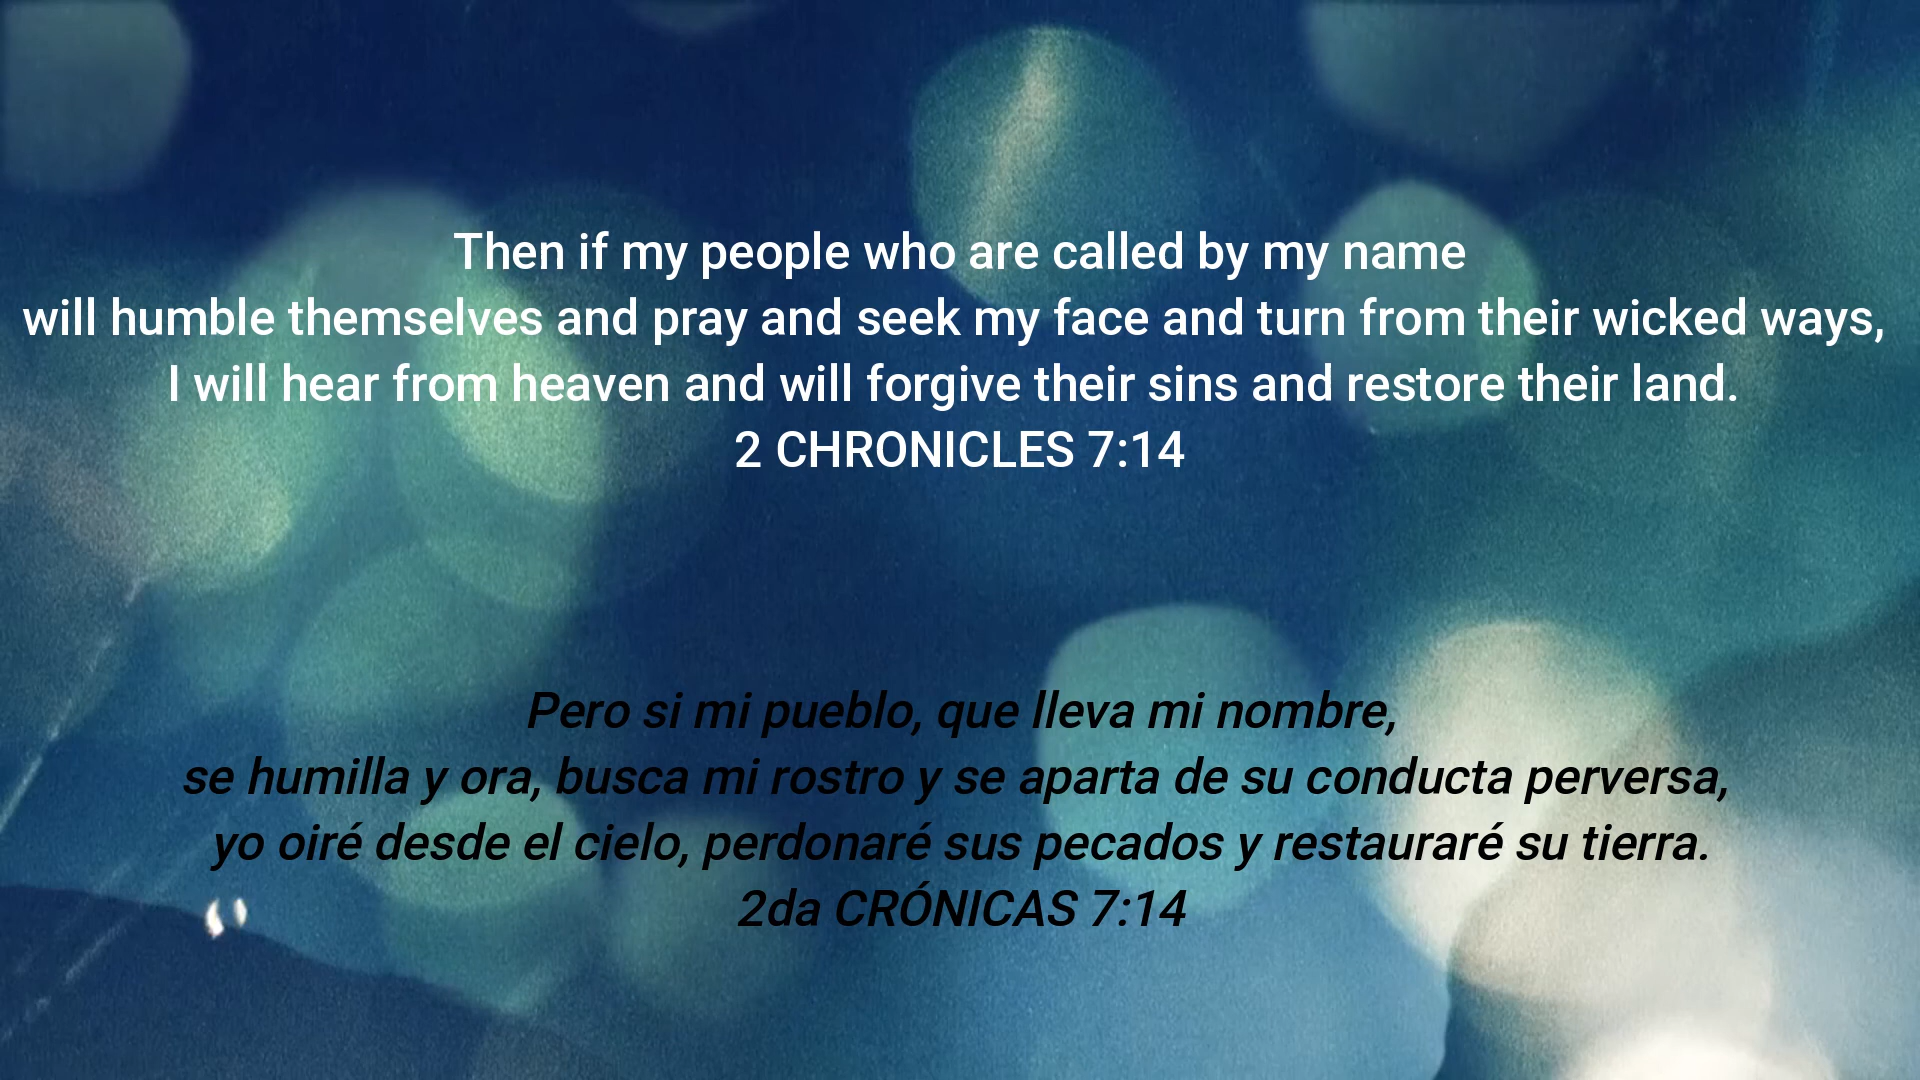 Then if my people who are called by my name
will humble themselves and pray and seek my face and turn from their wicked ways,
I will hear from heaven and will forgive their sins and restore their land.
2 CHRONICLES 7:14
Pero si mi pueblo, que lleva mi nombre,
se humilla y ora, busca mi rostro y se aparta de su conducta perversa,
yo oiré desde el cielo, perdonaré sus pecados y restauraré su tierra.
2da CRÓNICAS 7:14